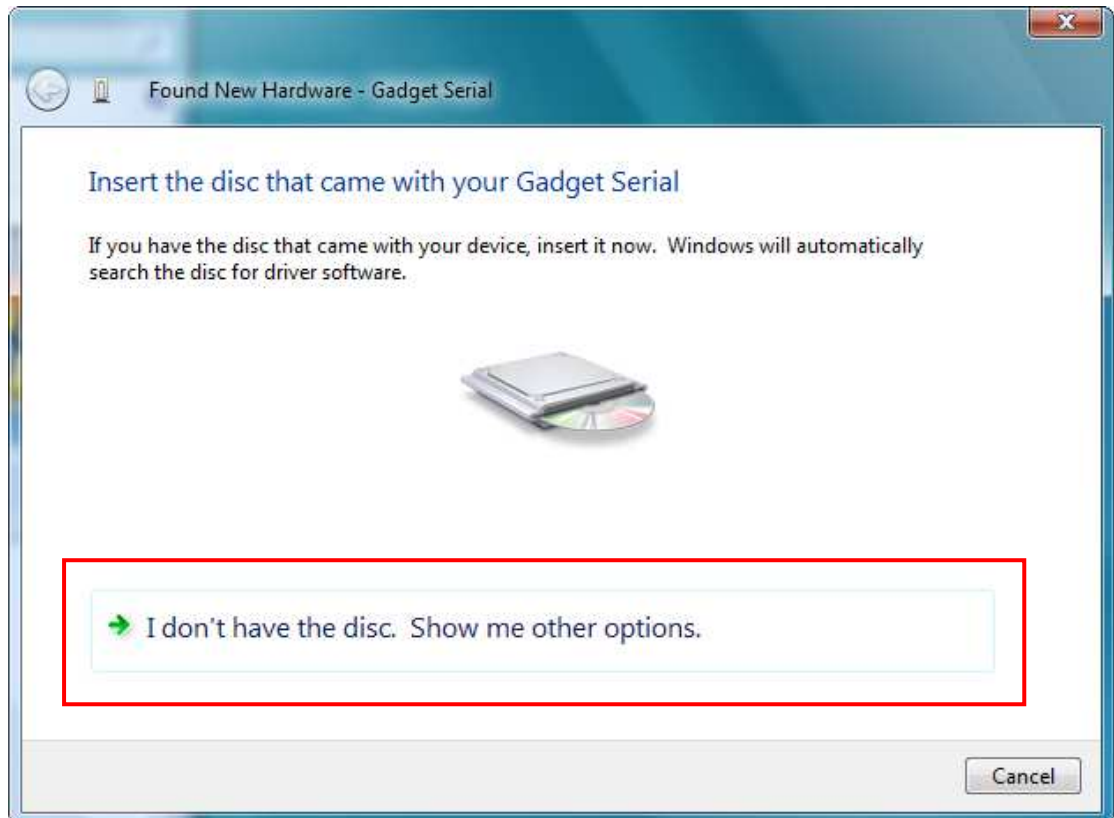 Found New Hardware - Gadget Serial
Insert the disc that came with your Gadget Serial
If you have the disc that came with your device, insert it now.  Windows will automatically
search the disc for driver software.
I don't have the disc.  Show me other options.
Cancel